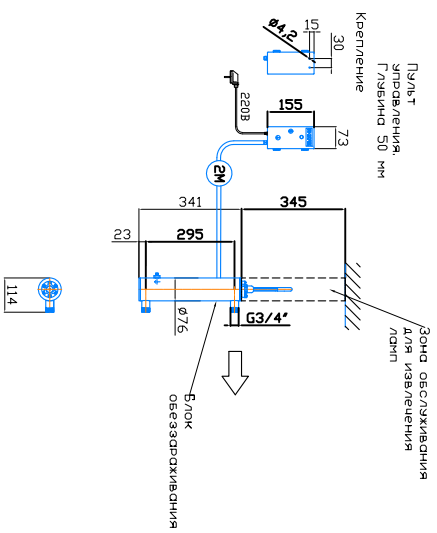 Крепление
15
30
Ø4,2
Пульт
управления.
Глубина 50 мм
220В
155
73
2М
341
345
23
295
114
Ø76
G3/4"
Зона обслуживания
для извлечения
ламп
Блок
обеззараживания